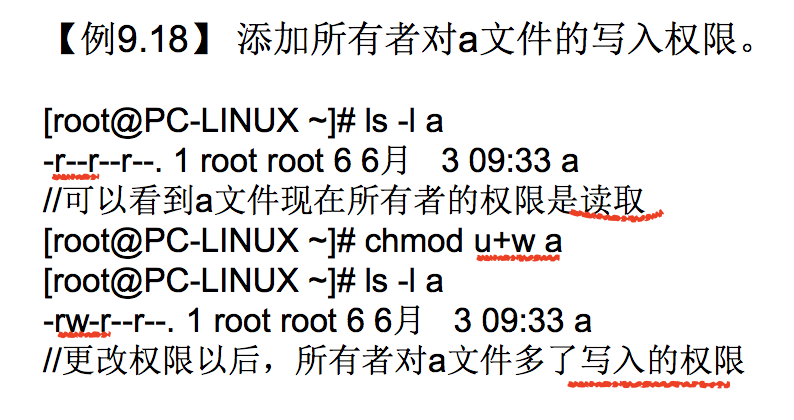 【例9.18】 添加所有者对a文件的写入权限。
[root@PC-LINUX ~]# ls -l a
-r--r--r--. 1 root root 6 6月   3 09:33 a
//可以看到a文件现在所有者的权限是读取
[root@PC-LINUX ~]# chmod u+w a
[root@PC-LINUX ~]# ls -l a
-rw-r--r--. 1 root root 6 6月   3 09:33 a
//更改权限以后，所有者对a文件多了写入的权限